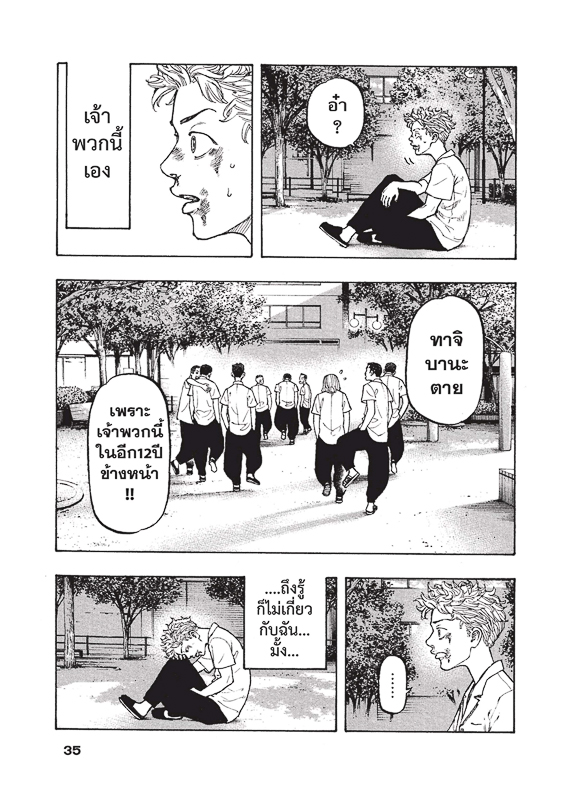 อ๋า
?
เจ้า
พวกนี้
เอง
ทาจิ
บานะ
ตาย
เพราะ
เจ้าพวกนี้
ในอีก12ปี
ข้างหน้า
!!
......
....ถึงรู้
ก็ไม่เกี่ยว
กับฉัน...
มั้ง...
35